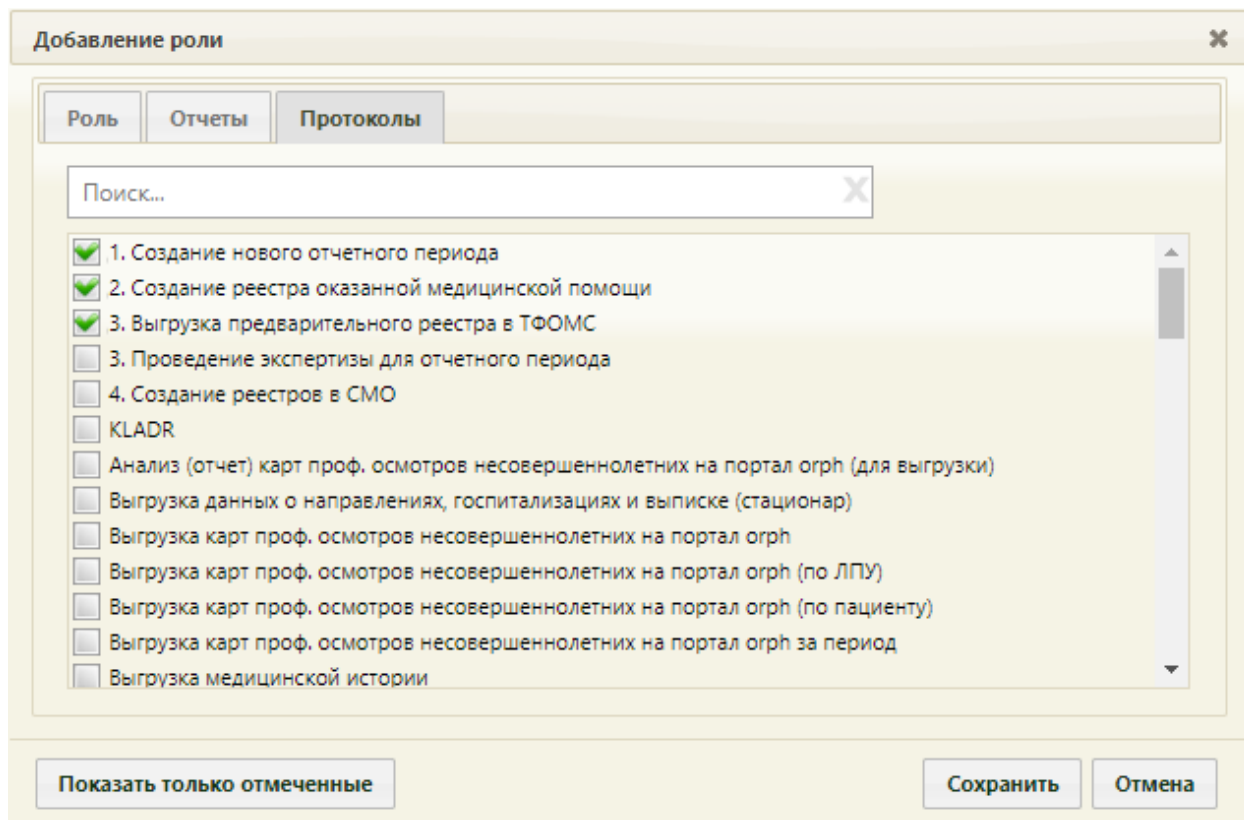 Добавление роли
Роль Отчеты Протоколы
Поиск...
1. Создание нового отчетного периода
2. Создание реестра оказанной медицинской помощи
3. Выгрузка предварительного реестра в ТФОМС
3. Проведение экспертизы для отчетного периода
4. Создание реестров в СМО
KLADR
Анализ (отчет) карт проф. осмотров несовершеннолетних на портал orph (для выгрузки)
Выгрузка данных о направлениях, госпитализациях и выписке (стационар)
Выгрузка карт проф. осмотров несовершеннолетних на портал orph
Выгрузка карт проф. осмотров несовершеннолетних на портал orph (по ЛПУ)
Выгрузка карт проф. осмотров несовершеннолетних на портал orph (по пациенту)
Выгрузка карт проф. осмотров несовершеннолетних на портал orph за период
Выгрузка медицинской истории
Показать только отмеченные Сохранить Отмена